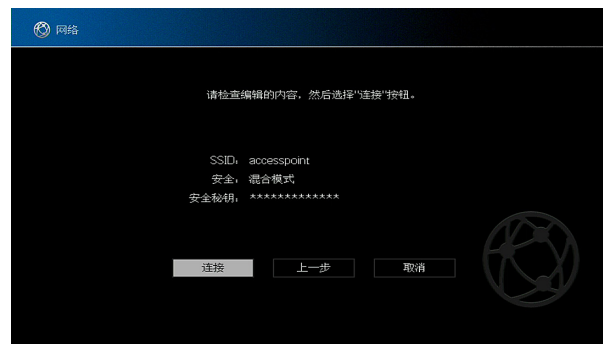 网络
请检查编辑的内容，然后选择"连接"按钮。
SSID: accesspoint
安全: 混合模式
安全秘钥: *************
连接 上一步 取消